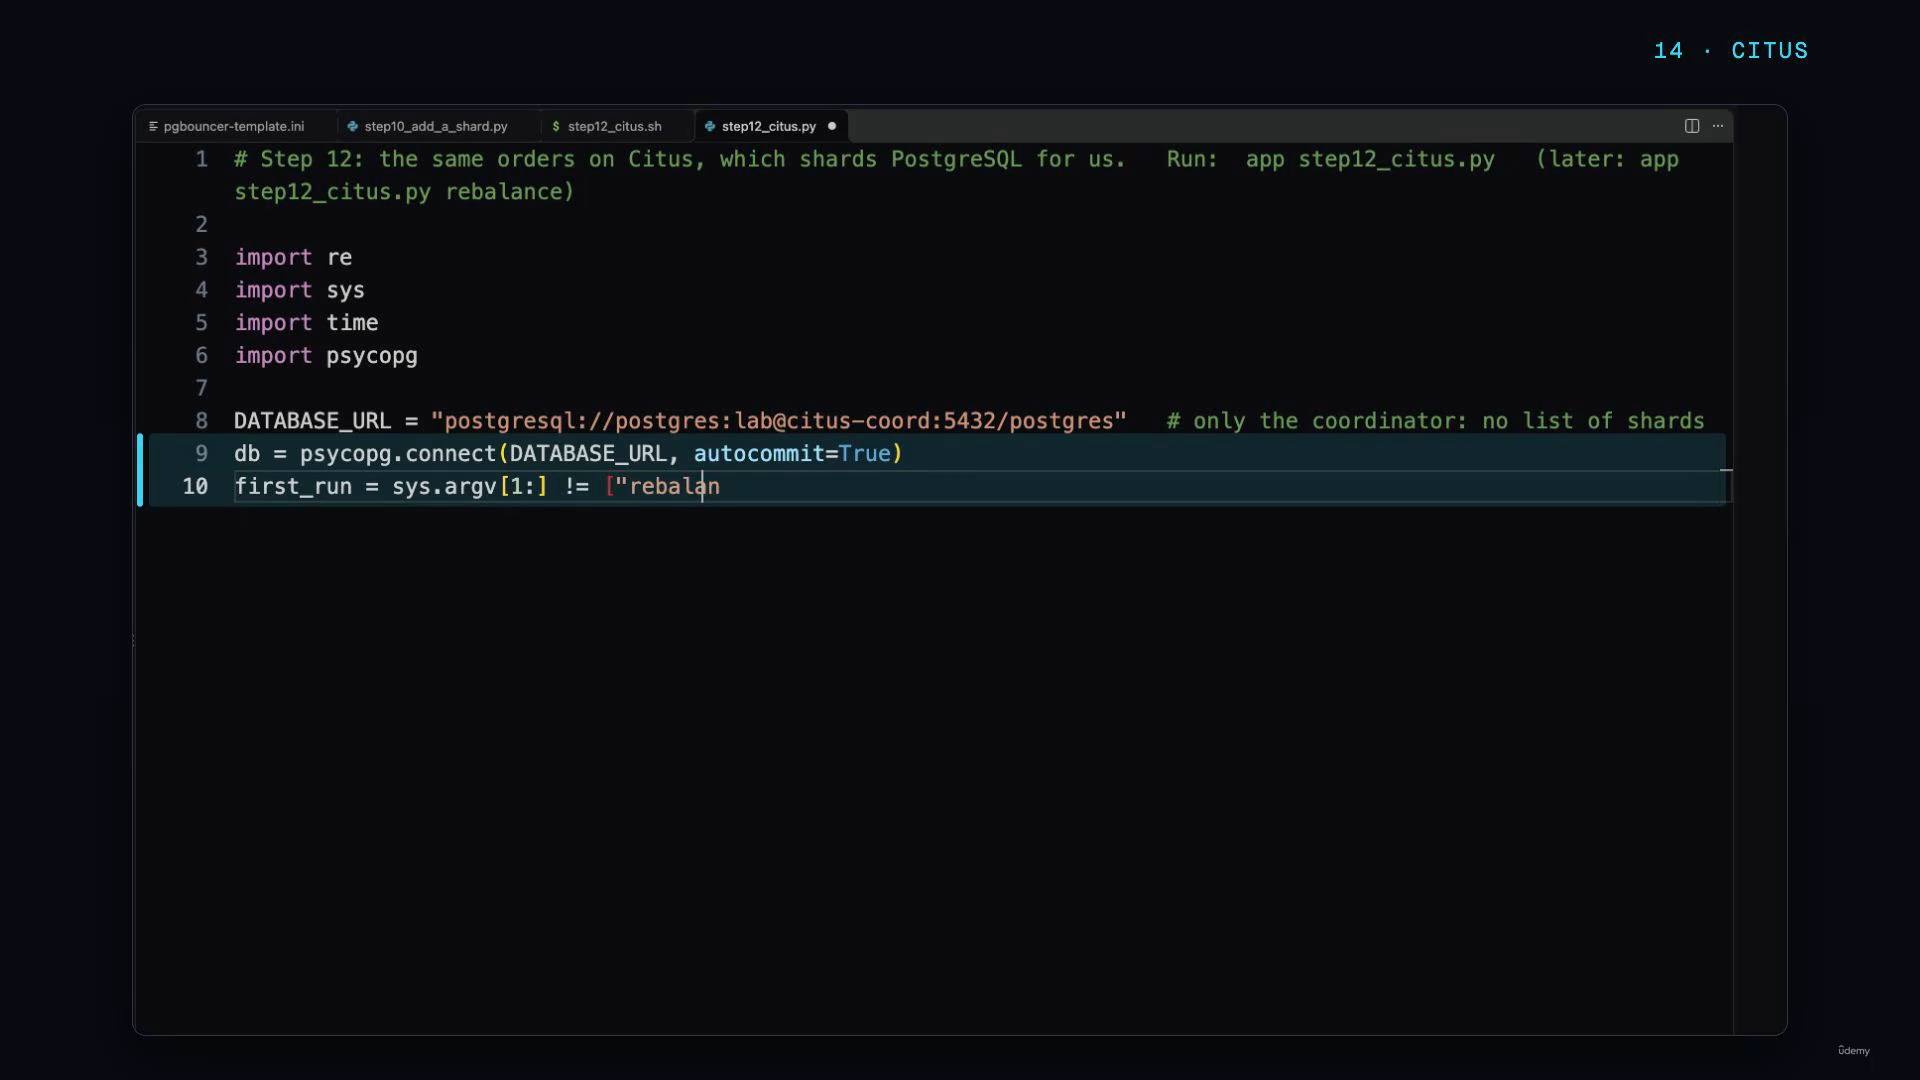 14 · CITUS
pgbouncer-template.ini step10_add_a_shard.py $ step12_citus.sh step12_citus.py
1 # Step 12: the same orders on Citus, which shards PostgreSQL for us. Run: app step12_citus.py (later: app
step12_citus.py rebalance)
2
3 import re
4 import sys
5 import time
6 import psycopg
7
8 DATABASE_URL = "postgresql://postgres:lab@citus-coord:5432/postgres" # only the coordinator: no list of shards
9 db = psycopg.connect(DATABASE_URL, autocommit=True)
10 first_run = sys.argv[1:] != ["rebalan
ûdemy